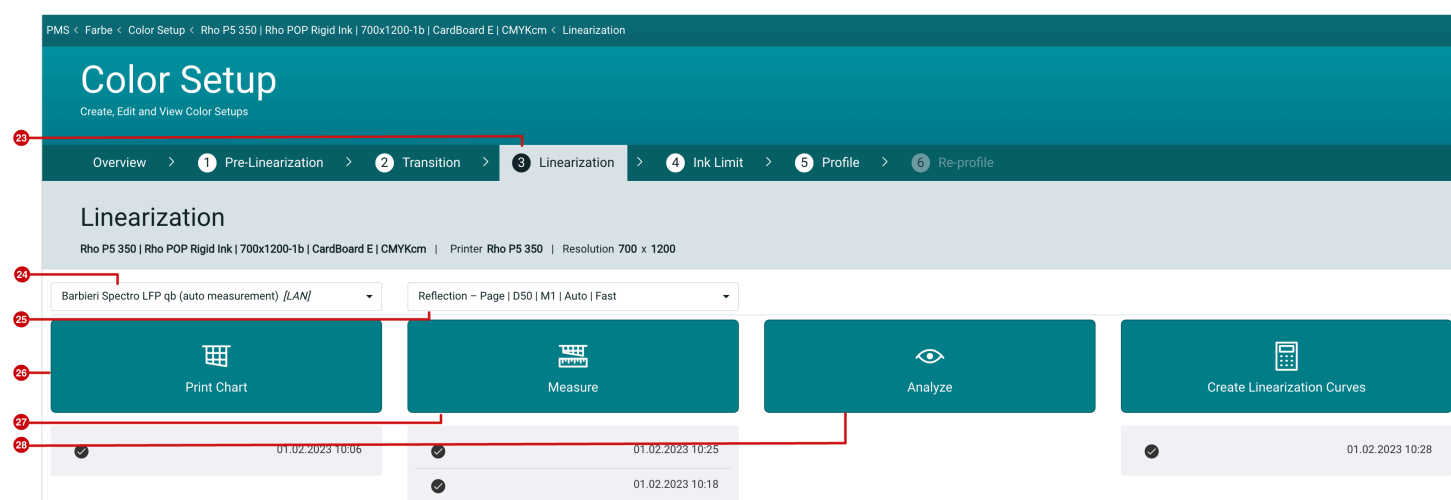 PMS < Farbe < Color Setup < Rho P5 350 | Rho POP Rigid Ink | 700x1200-1b | CardBoard E | CMYKcm < Linearization
Color Setup
Create, Edit and View Color Setups
23
Overview > 1 Pre-Linearization > 2 Transition > 3 Linearization > 4 Ink Limit > 5 Profile > 6 Re-profile
Linearization
Rho P5 350 | Rho POP Rigid Ink | 700x1200-1b | CardBoard E | CMYKcm | Printer Rho P5 350 | Resolution 700 x 1200
24
Barbieri Spectro LFP qb (auto measurement) [LAN] Reflection – Page | D50 | M1 | Auto | Fast
25
26
Print Chart Measure Analyze Create Linearization Curves
27
28
01.02.2023 10:06 01.02.2023 10:25 01.02.2023 10:28
01.02.2023 10:18